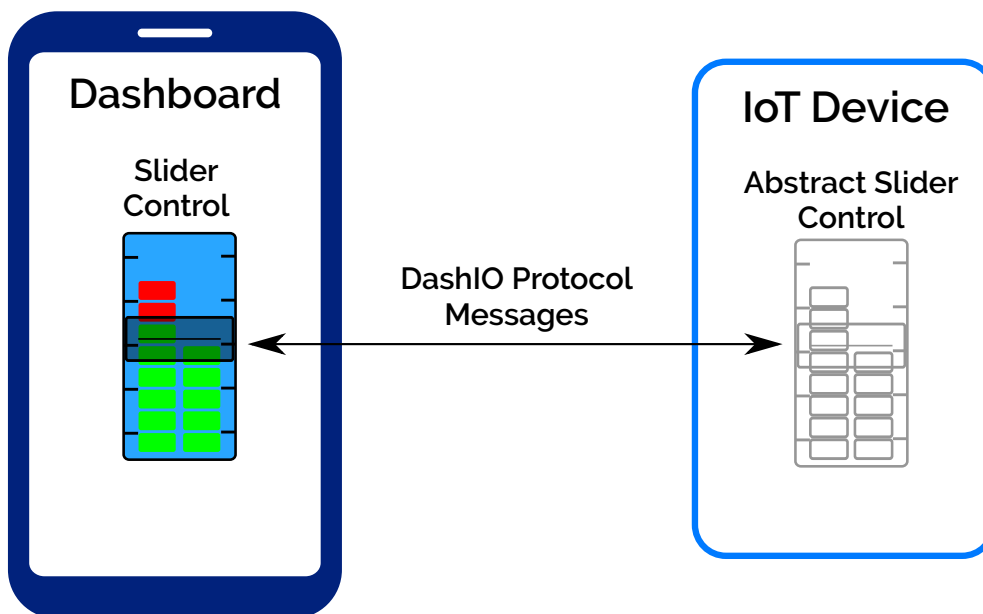 Dashboard
Slider
Control
DashIO Protocol
Messages
IoT Device
Abstract Slider
Control